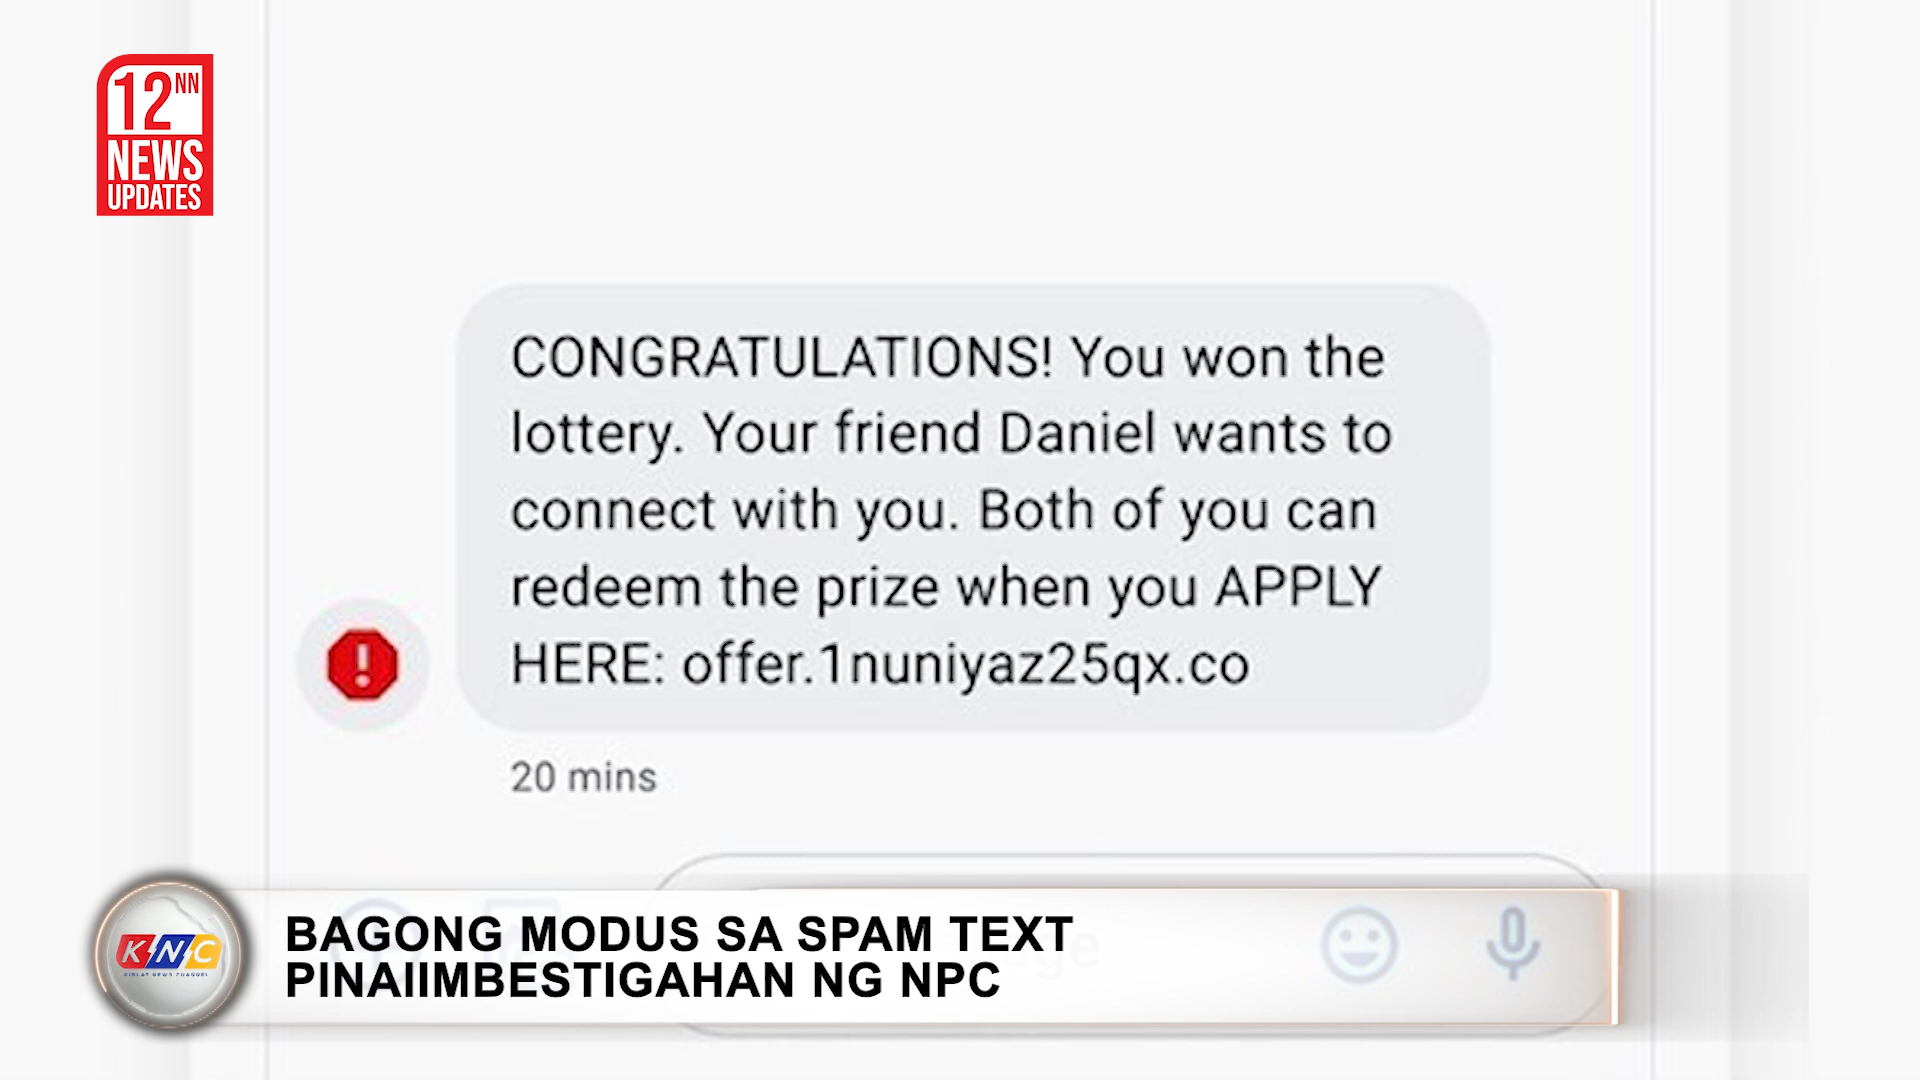 12NN
NEWS
UPDATES
CONGRATULATIONS! You won the
lottery. Your friend Daniel wants to
connect with you. Both of you can
redeem the prize when you APPLY
HERE: offer.1nuniyaz25qx.co
20 mins
KNC
BAGONG MODUS SA SPAM TEXT
PINAIIMBESTIGAHAN NG NPC